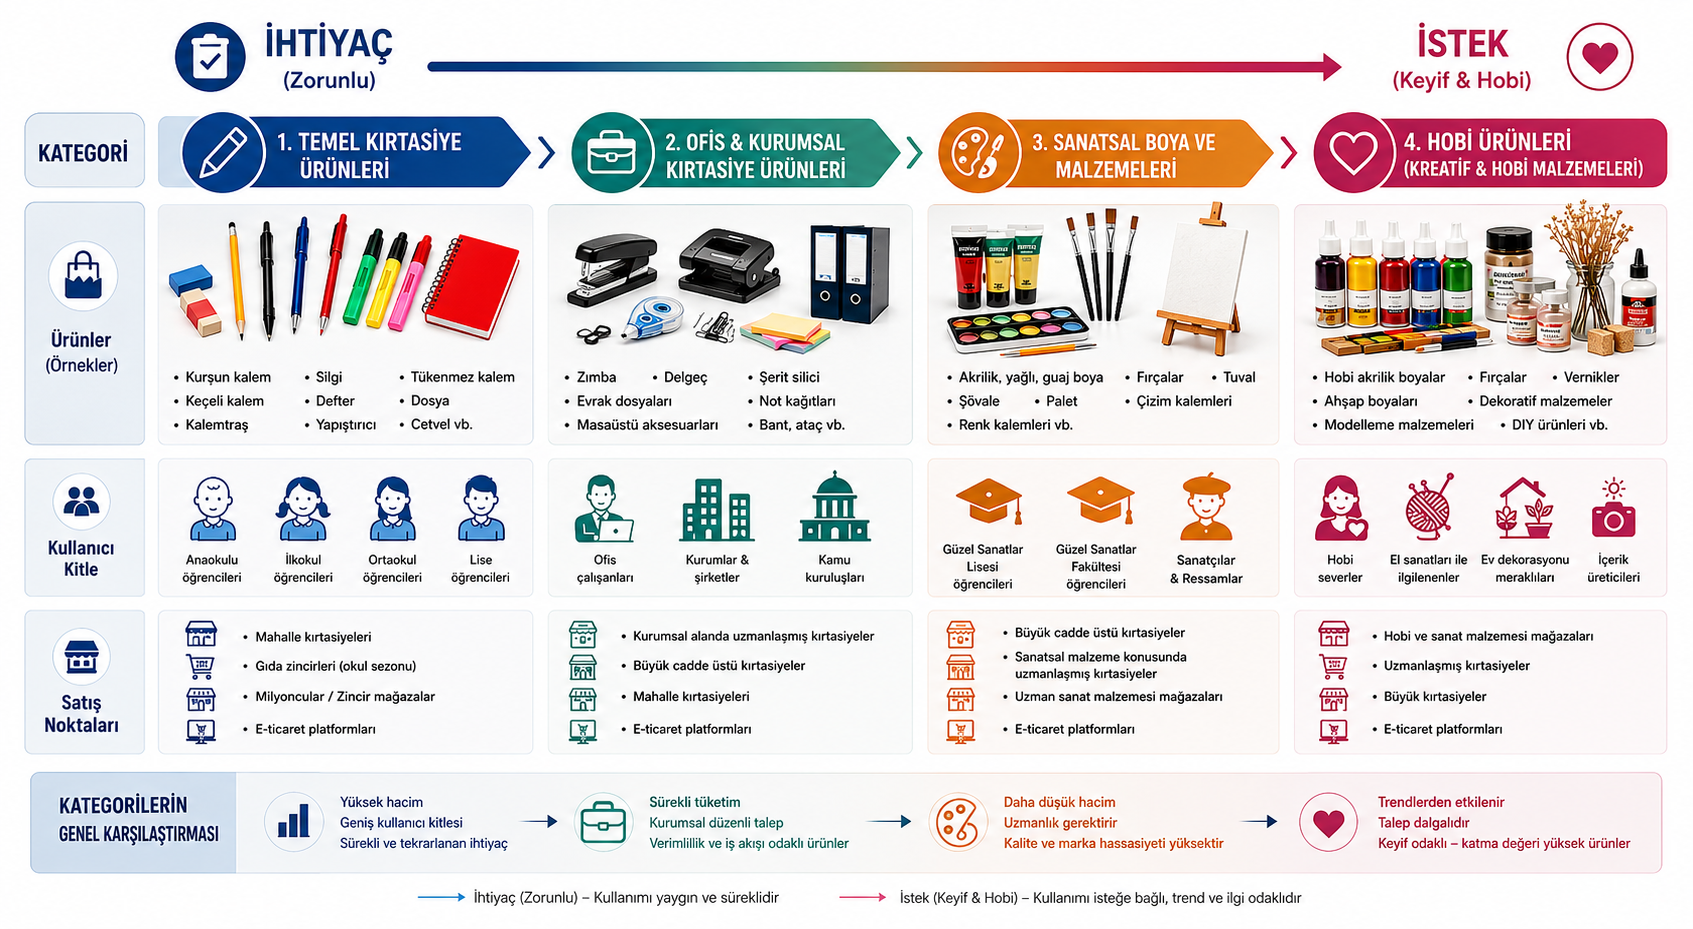 İHTİYAÇ
(Zorunlu)
İSTEK
(Keyif & Hobi)
KATEGORİ
1. TEMEL KIRTASİYE
ÜRÜNLERİ
2. OFİS & KURUMSAL
KIRTASİYE ÜRÜNLERİ
3. SANATSAL BOYA VE
MALZEMELERİ
4. HOBİ ÜRÜNLERİ
(KREATİF & HOBİ MALZEMELERİ)
Ürünler
(Örnekler)
• Kurşun kalem • Silgi • Tükenmez kalem
• Keçeli kalem • Defter • Dosya
• Kalemtraş • Yapıştırıcı • Cetvel vb.
• Zımba • Delgeç • Şerit silici
• Evrak dosyaları • Not kağıtları
• Masaüstü aksesuarları • Bant, ataç vb.
• Akrilik, yağlı, guaj boya • Fırçalar • Tuval
• Şövale • Palet • Çizim kalemleri
• Renk kalemleri vb.
• Hobi akrilik boyalar • Fırçalar • Vernikler
• Ahşap boyaları • Dekoratif malzemeler
• Modelleme malzemeleri • DIY ürünleri vb.
Kullanıcı
Kitle
Anaokulu
öğrencileri
İlkokul
öğrencileri
Ortaokul
öğrencileri
Lise
öğrencileri
Ofis
çalışanları
Kurumlar &
şirketler
Kamu
kuruluşları
Güzel Sanatlar
Lisesi
öğrencileri
Güzel Sanatlar
Fakültesi
öğrencileri
Sanatçılar
& Ressamlar
Hobi
severler
El sanatları ile
ilgilenenler
Ev dekorasyonu
meraklıları
İçerik
üreticileri
Satış
Noktaları
• Mahalle kırtasiyeleri
• Gıda zincirleri (okul sezonu)
• Milyoncular / Zincir mağazalar
• E-ticaret platformları
• Kurumsal alanda uzmanlaşmış kırtasiyeler
• Büyük cadde üstü kırtasiyeler
• Mahalle kırtasiyeleri
• E-ticaret platformları
• Büyük cadde üstü kırtasiyeler
• Sanatsal malzeme konusunda
uzmanlaşmış kırtasiyeler
• Uzman sanat malzemesi mağazaları
• E-ticaret platformları
• Hobi ve sanat malzemesi mağazaları
• Uzmanlaşmış kırtasiyeler
• Büyük kırtasiyeler
• E-ticaret platformları
KATEGORİLERİN
GENEL KARŞILAŞTIRMASI
Yüksek hacim
Geniş kullanıcı kitlesi
Sürekli ve tekrarlanan ihtiyaç
Sürekli tüketim
Kurumsal düzenli talep
Verimlilik ve iş akışı odaklı ürünler
Daha düşük hacim
Uzmanlık gerektirir
Kalite ve marka hassasiyeti yüksektir
Trendlerden etkilenir
Talep dalgalıdır
Keyif odaklı – katma değeri yüksek ürünler
İhtiyaç (Zorunlu) – Kullanımı yaygın ve süreklidir
İstek (Keyif & Hobi) – Kullanımı isteğe bağlı, trend ve ilgi odaklıdır